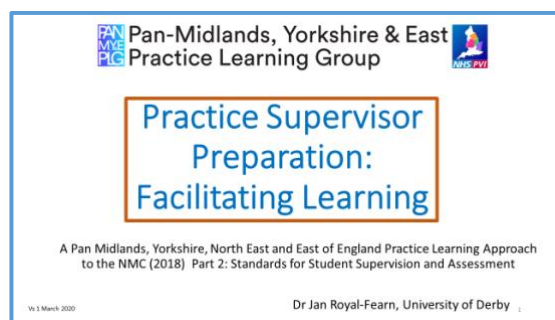 PAN
MYE
PLG
Pan-Midlands, Yorkshire & East
Practice Learning Group
NHS PVI
Practice Supervisor
Preparation:
Facilitating Learning
A Pan Midlands, Yorkshire, North East and East of England Practice Learning Approach
to the NMC (2018) Part 2: Standards for Student Supervision and Assessment
Vs 1 March 2020
Dr Jan Royal-Fearn, University of Derby
1